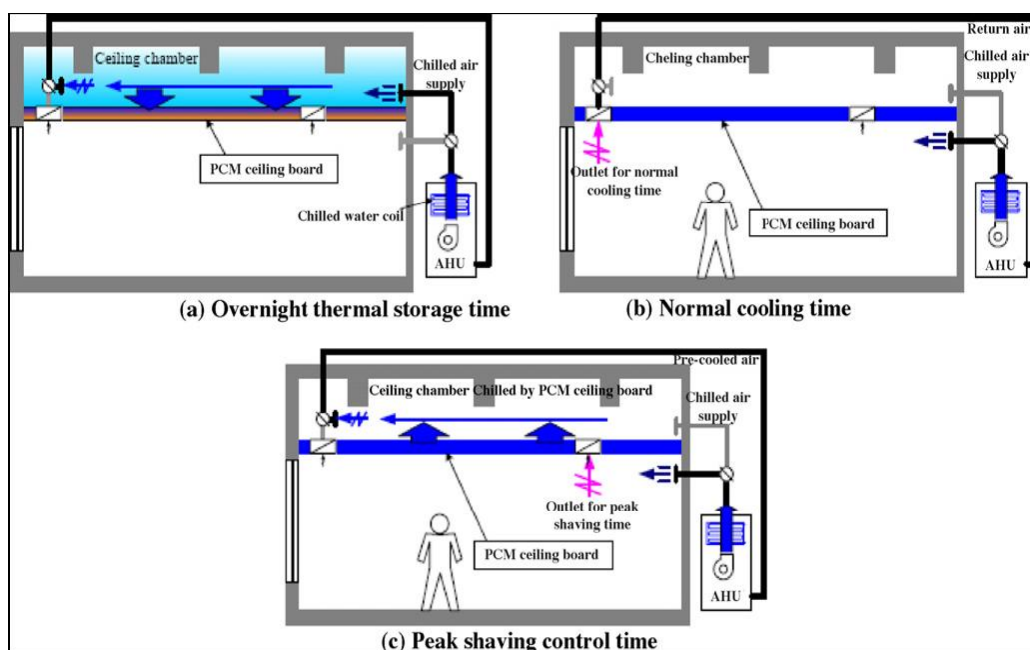 Ceiling chamber
Chilled air
supply
PCM ceiling board
Chilled water coil
AHU
(a) Overnight thermal storage time
Return air
Cheling chamber
Chilled air
supply
Outlet for normal
cooling time
PCM ceiling board
AHU
(b) Normal cooling time
Pre-cooled air
Ceiling chamber Chilled by PCM ceiling board
Chilled air
supply
Outlet for peak
shaving time
PCM ceiling board
AHU
(c) Peak shaving control time